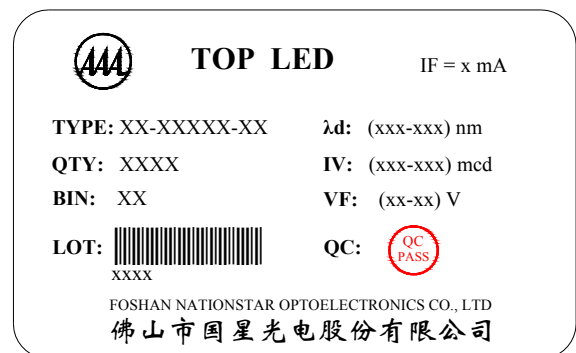 TOP LED
IF = x mA
TYPE: XX-XXXXX-XX
λd: (xxx-xxx) nm
QTY: XXXX
IV: (xxx-xxx) mcd
BIN: XX
VF: (xx-xx) V
LOT:
xxxx
QC:
QC
PASS
FOSHAN NATIONSTAR OPTOELECTRONICS CO., LTD
佛山市国星光电股份有限公司